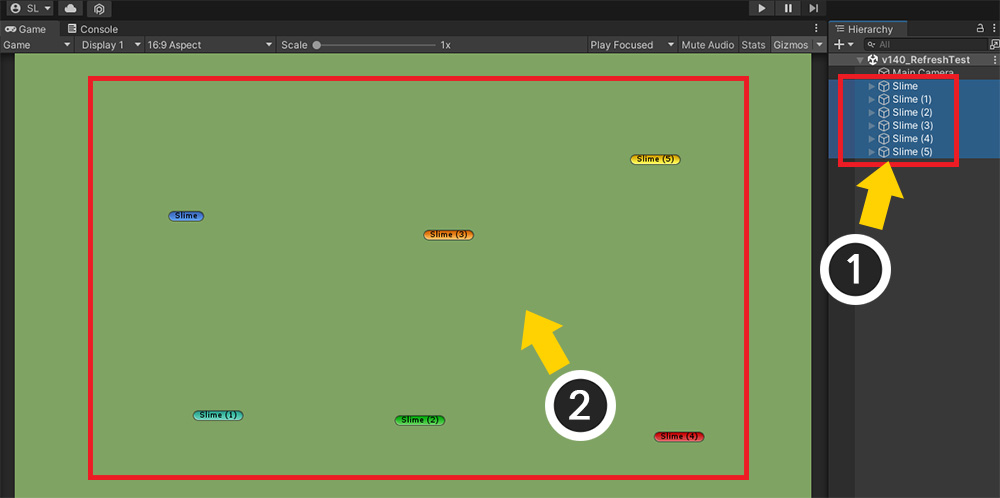 SL
Game
Console
Game
Display 1
16:9 Aspect
Scale
1x
Play Focused
Mute Audio
Stats
Gizmos
Hierarchy
All
v140_RefreshTest
Main Camera
Slime
Slime (1)
Slime (2)
Slime (3)
Slime (4)
Slime (5)
Slime (5)
Slime
Slime (3)
1
2
Slime (1)
Slime (2)
Slime (4)